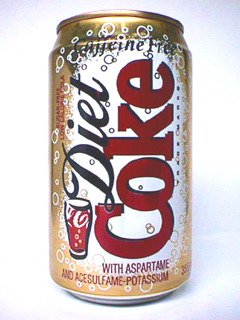 Caffeine Free
Diet
Coke
WITH ASPARTAME
AND ACESULFAME-POTASSIUM